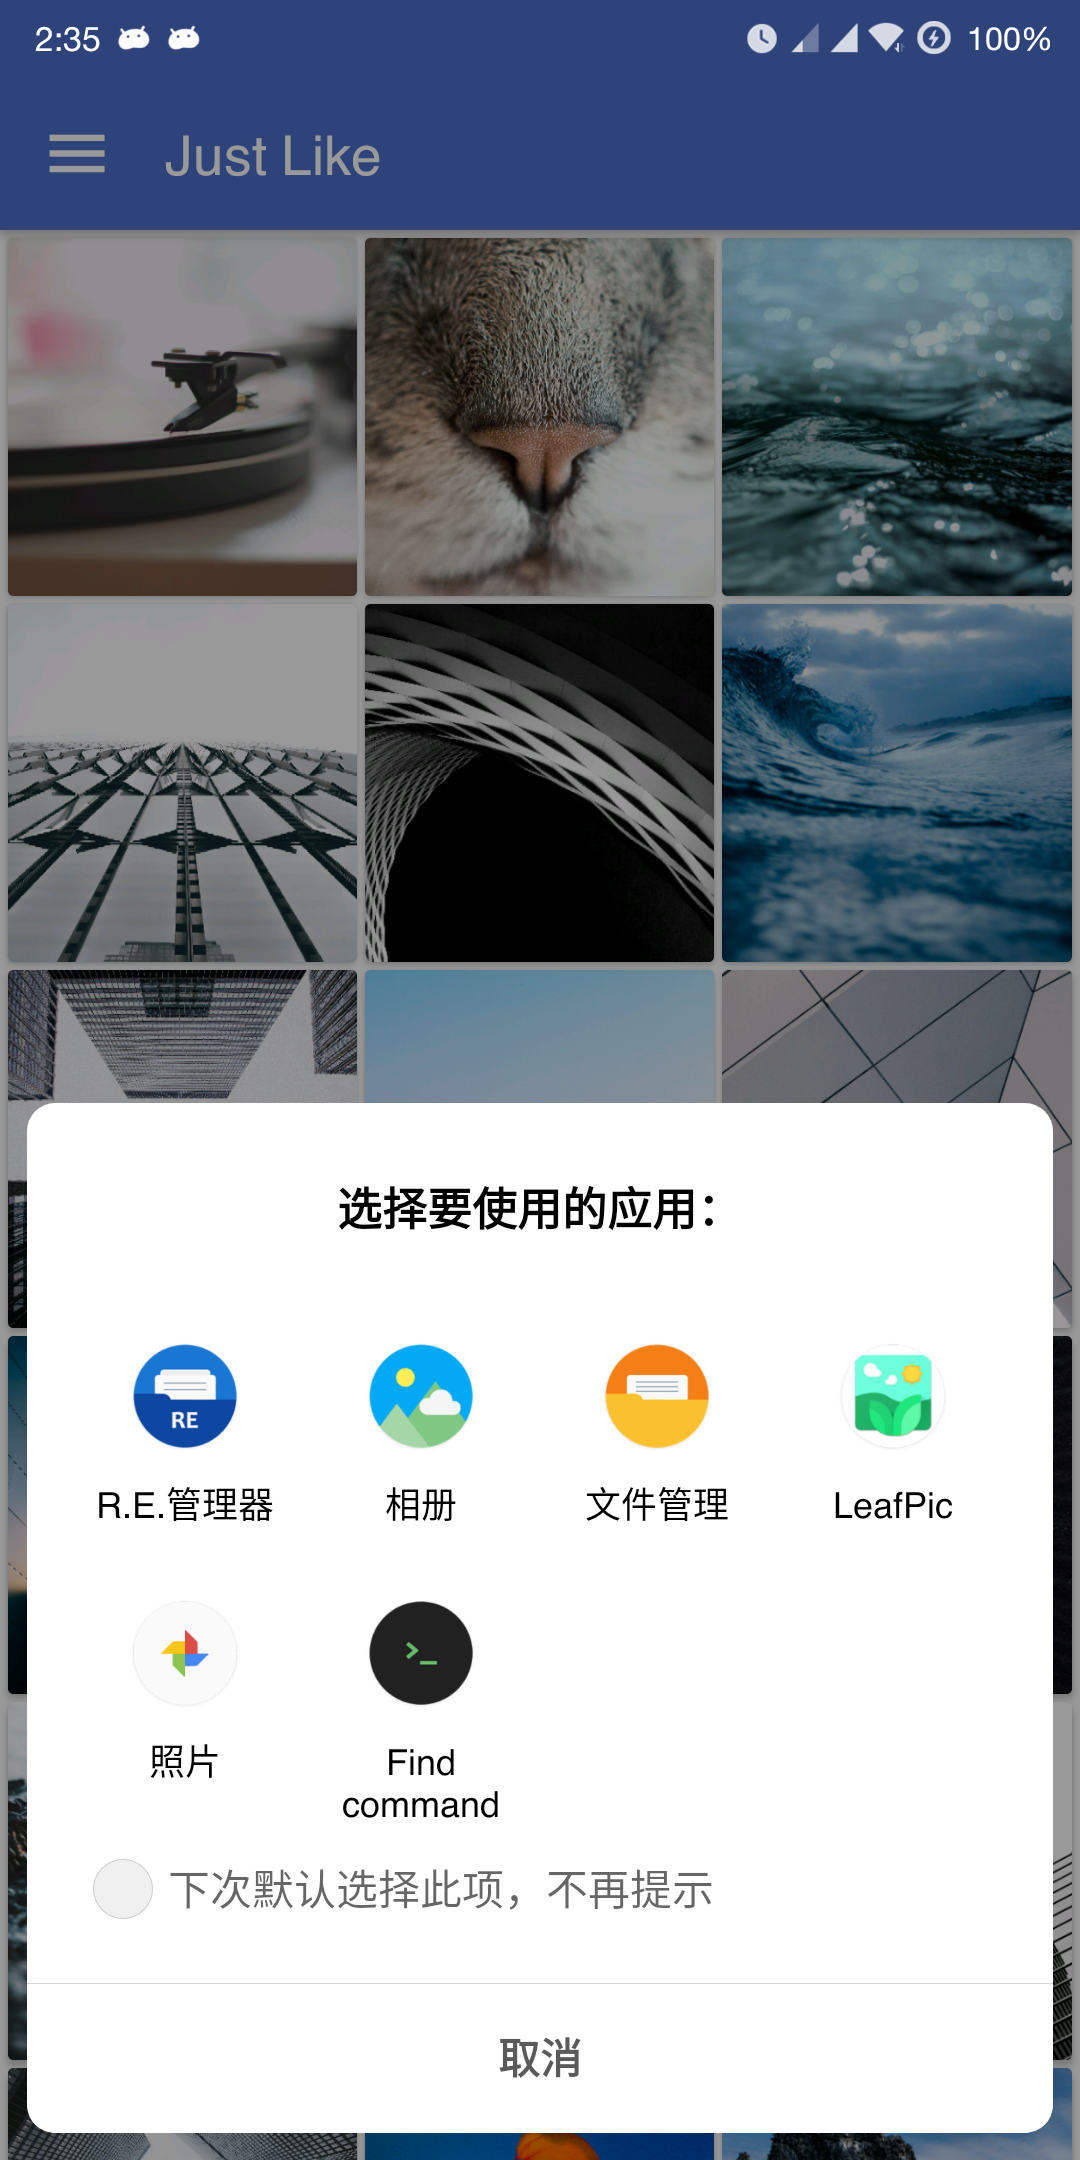 2:35
100%
Just Like
选择要使用的应用：
RE
R.E.管理器
相册
文件管理
LeafPic
照片
Find
command
下次默认选择此项，不再提示
取消